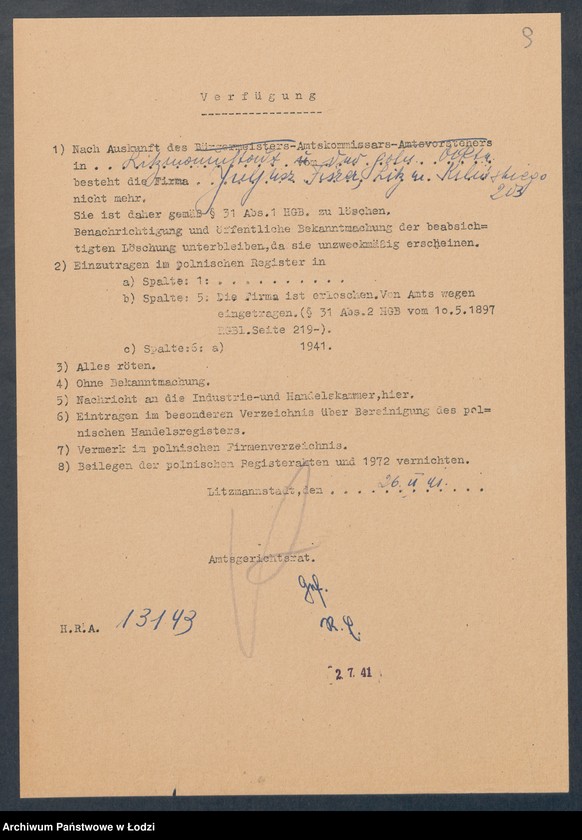 9
Verfügung
1) Nach Auskunft des Bürgermeisters-Amtskommissars-Amtsvorstehers
in . . Litzmannstadt
besteht die Firma . .
203
nicht mehr.
Sie ist daher gemäß § 31 Abs.1 HGB. zu löschen.
Benachrichtigung und öffentliche Bekanntmachung der beabsich=
tigten Löschung unterbleiben,da sie unzweckmäßig erscheinen.
2) Einzutragen im polnischen Register in
a) Spalte: 1: . . . . . . . . . . .
b) Spalte: 5: Die Firma ist erloschen.Von Amts wegen
eingetragen.(§ 31 Abs.2 HGB vom 1o.5.1897
RGBl.Seite 219-).
c) Spalte:6: a) 1941.
3) Alles röten.
4) Ohne Bekanntmachung.
5) Nachricht an die Industrie-und Handelskammer,hier.
6) Eintragen im besonderen Verzeichnis über Bereinigung des pol=
nischen Handelsregisters.
7) Vermerk im polnischen Firmenverzeichnis.
8) Beilegen der polnischen Registerakten und 1972 vernichten.
Litzmannstadt,den 26. II 41.
Amtsgerichtsrat.
Gef.
H.R.A. 13143
2. 7. 41
Archiwum Państwowe w Łodzi